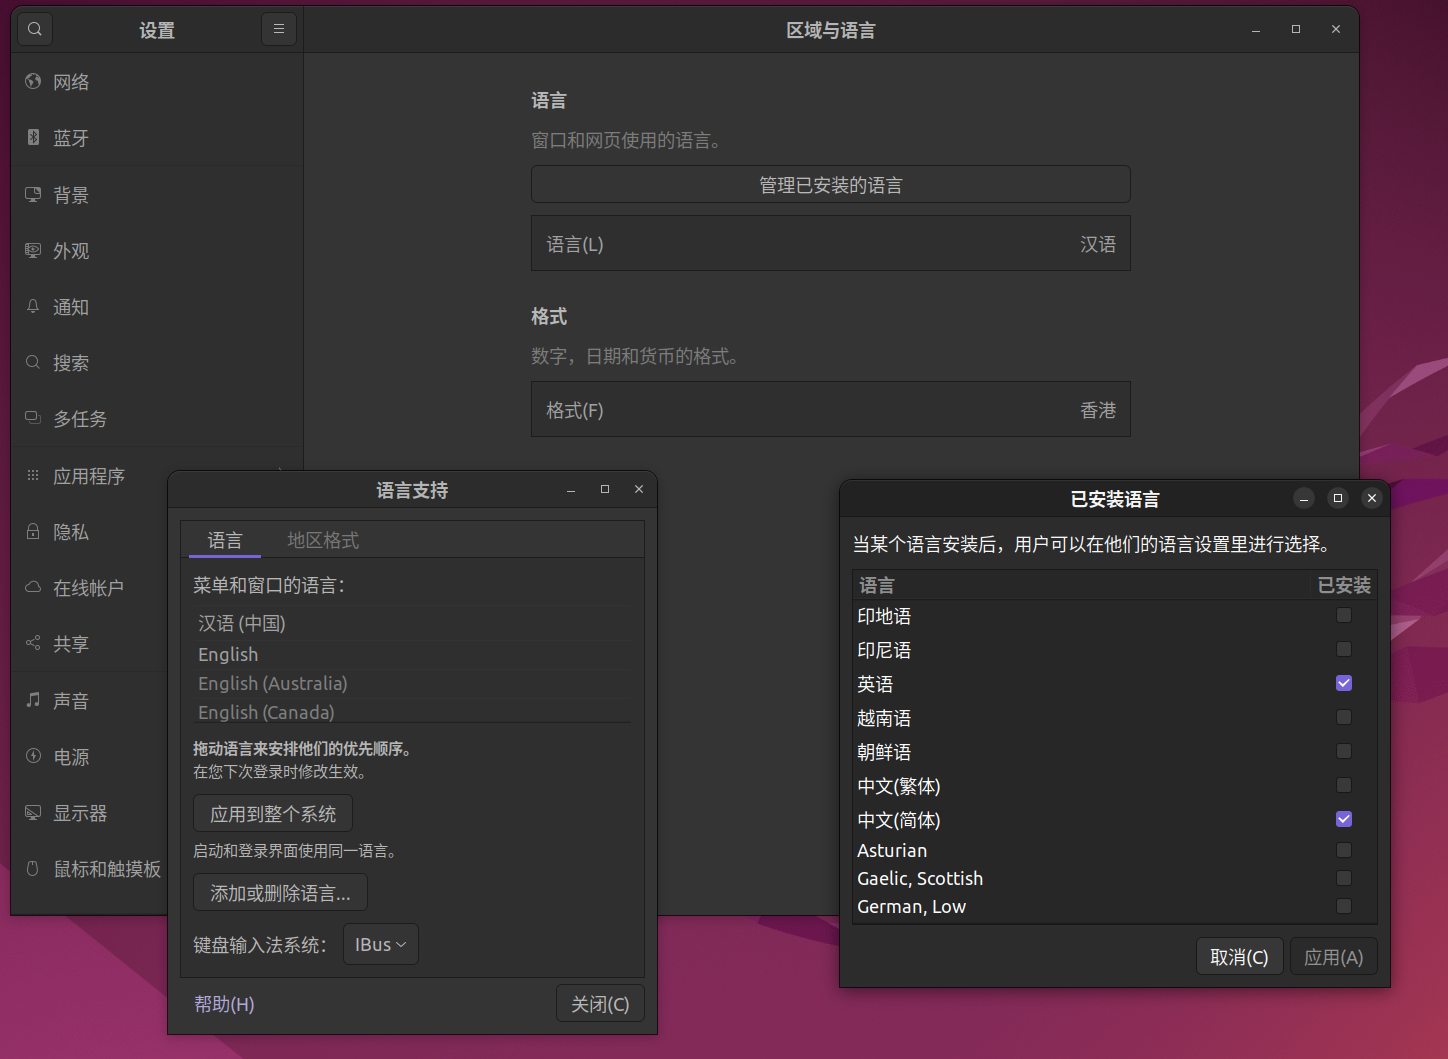 设置
区域与语言
网络
蓝牙
背景
外观
通知
搜索
多任务
应用程序
隐私
在线帐户
共享
声音
电源
显示器
鼠标和触摸板
语言
窗口和网页使用的语言。
管理已安装的语言
语言(L) 汉语
格式
数字，日期和货币的格式。
格式(F) 香港
语言支持
语言 地区格式
菜单和窗口的语言：
汉语 (中国)
English
English (Australia)
English (Canada)
拖动语言来安排他们的优先顺序。
在您下次登录时修改生效。
应用到整个系统
启动和登录界面使用同一语言。
添加或删除语言...
键盘输入法系统： IBus
帮助(H) 关闭(C)
已安装语言
当某个语言安装后，用户可以在他们的语言设置里进行选择。
语言 已安装
印地语
印尼语
英语
越南语
朝鲜语
中文(繁体)
中文(简体)
Asturian
Gaelic, Scottish
German, Low
取消(C) 应用(A)